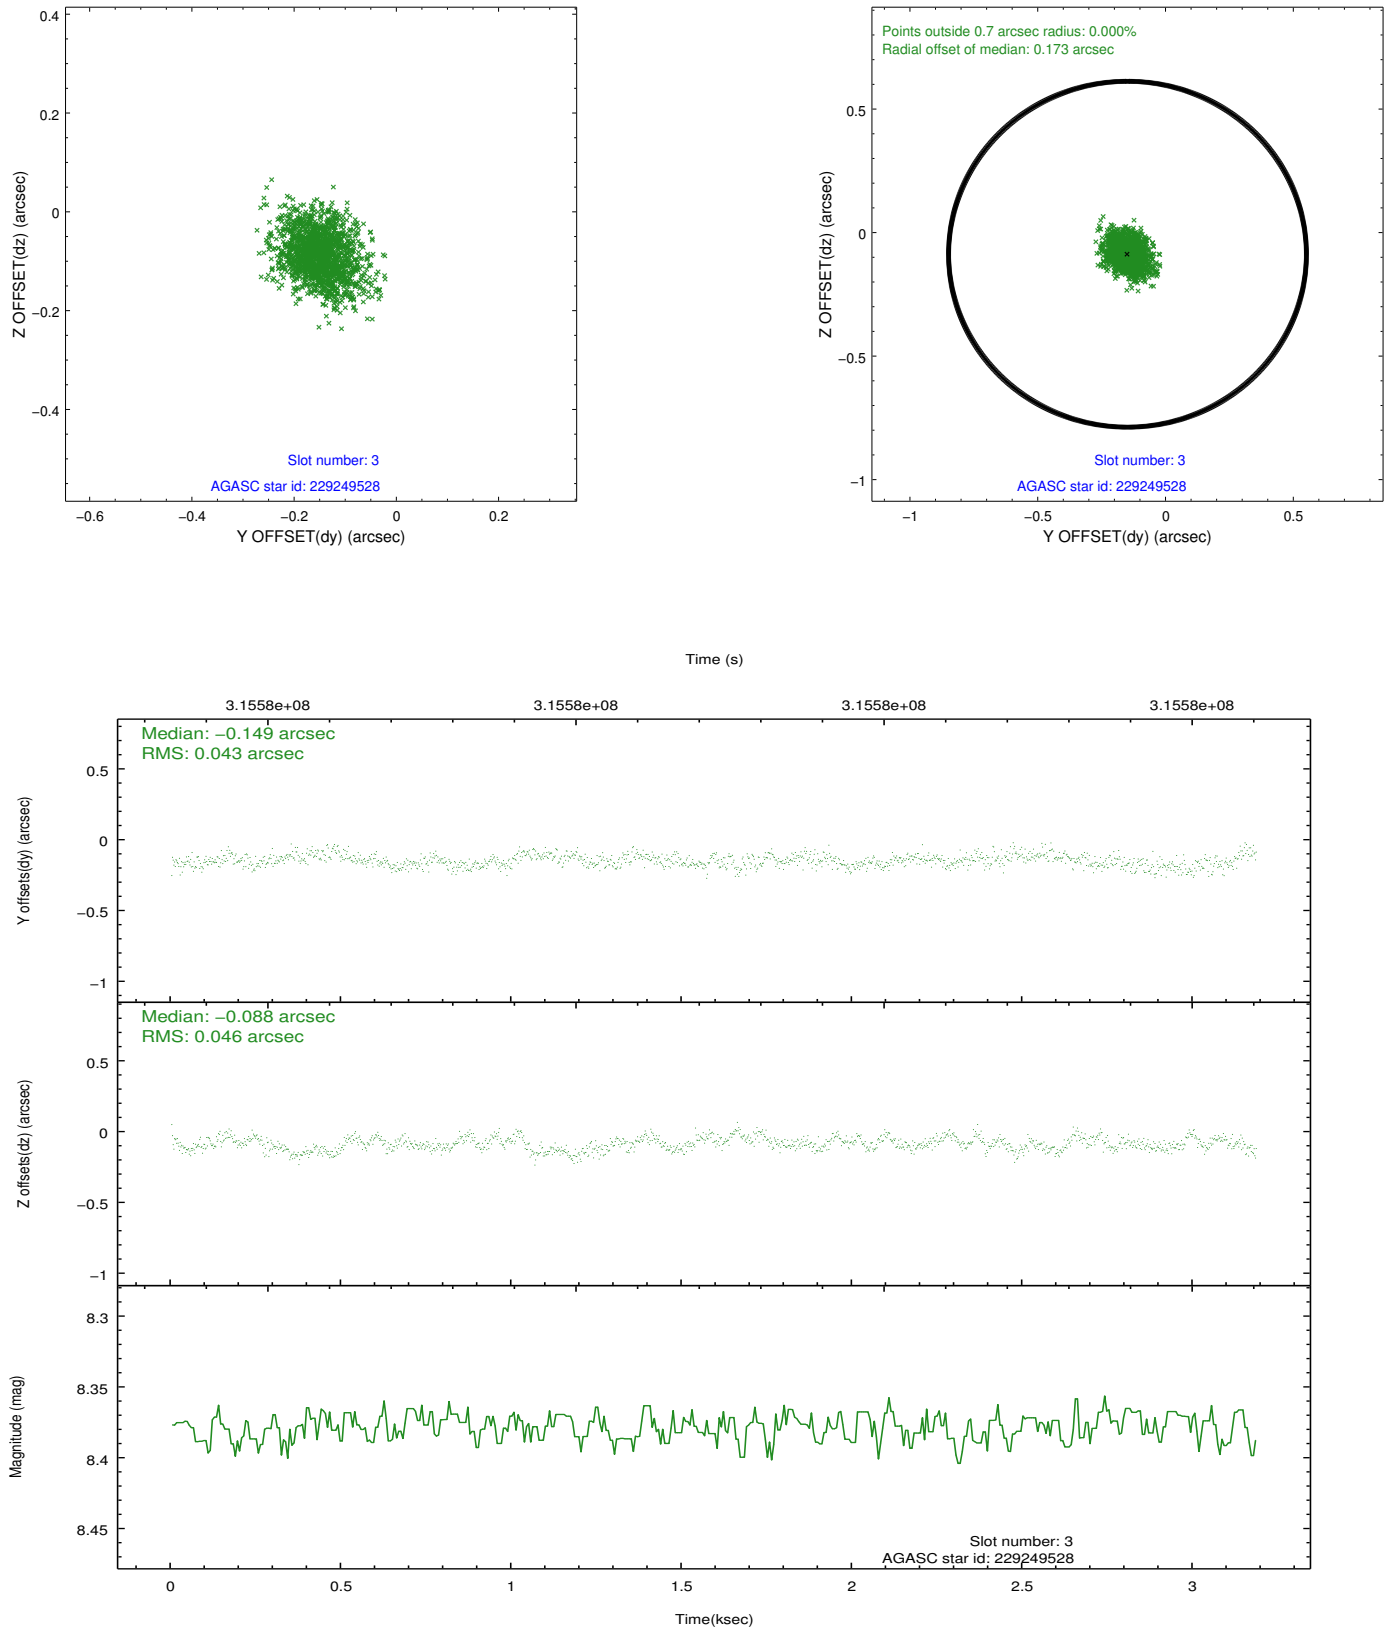 0.4
0.2
0
−0.2
−0.4
Z OFFSET(dz) (arcsec)
Slot number: 3
AGASC star id: 229249528
−0.6 −0.4 −0.2 0 0.2
Y OFFSET(dy) (arcsec)
Points outside 0.7 arcsec radius: 0.000%
Radial offset of median: 0.173 arcsec
0.5
0
−0.5
−1
Z OFFSET(dz) (arcsec)
Slot number: 3
AGASC star id: 229249528
−1 −0.5 0 0.5
Y OFFSET(dy) (arcsec)
Time (s)
3.1558e+08 3.1558e+08 3.1558e+08 3.1558e+08
Median: −0.149 arcsec
RMS: 0.043 arcsec
0.5
0
−0.5
−1
Y offsets(dy) (arcsec)
Median: −0.088 arcsec
RMS: 0.046 arcsec
0.5
0
−0.5
−1
Z offsets(dz) (arcsec)
8.3
8.35
8.4
8.45
Magnitude (mag)
Slot number: 3
AGASC star id: 229249528
0 0.5 1 1.5 2 2.5 3
Time(ksec)